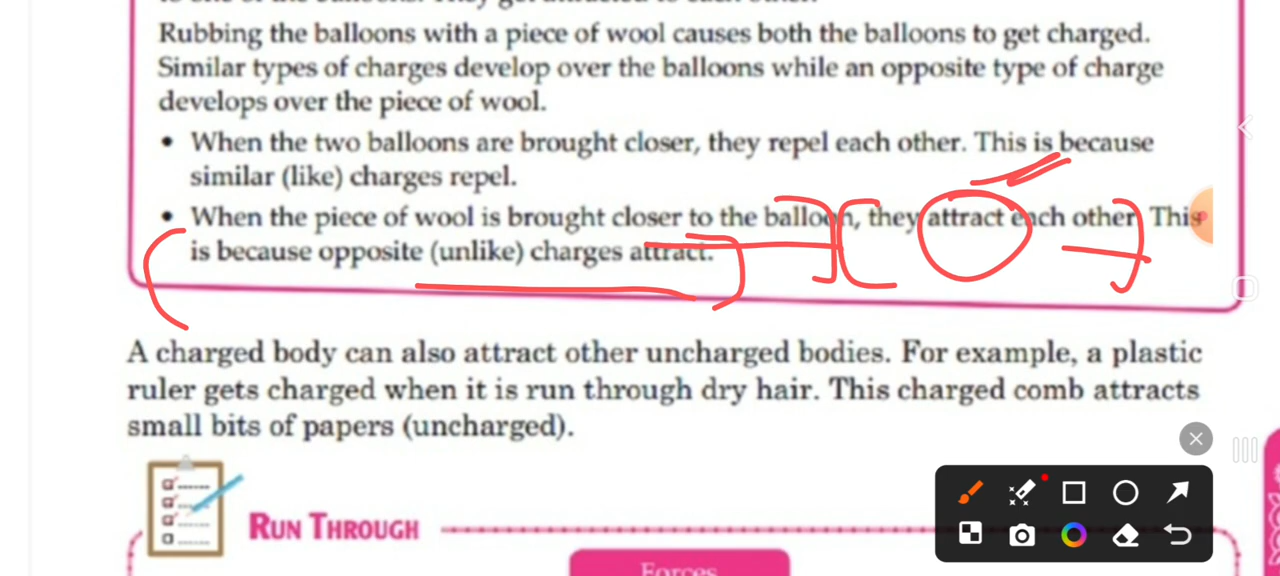 Rubbing the balloons with a piece of wool causes both the balloons to get charged.
Similar types of charges develop over the balloons while an opposite type of charge
develops over the piece of wool.
• When the two balloons are brought closer, they repel each other. This is because
similar (like) charges repel.
• When the piece of wool is brought closer to the balloon, they attract each other. This
is because opposite (unlike) charges attract.
A charged body can also attract other uncharged bodies. For example, a plastic
ruler gets charged when it is run through dry hair. This charged comb attracts
small bits of papers (uncharged).
RUN THROUGH
Forces